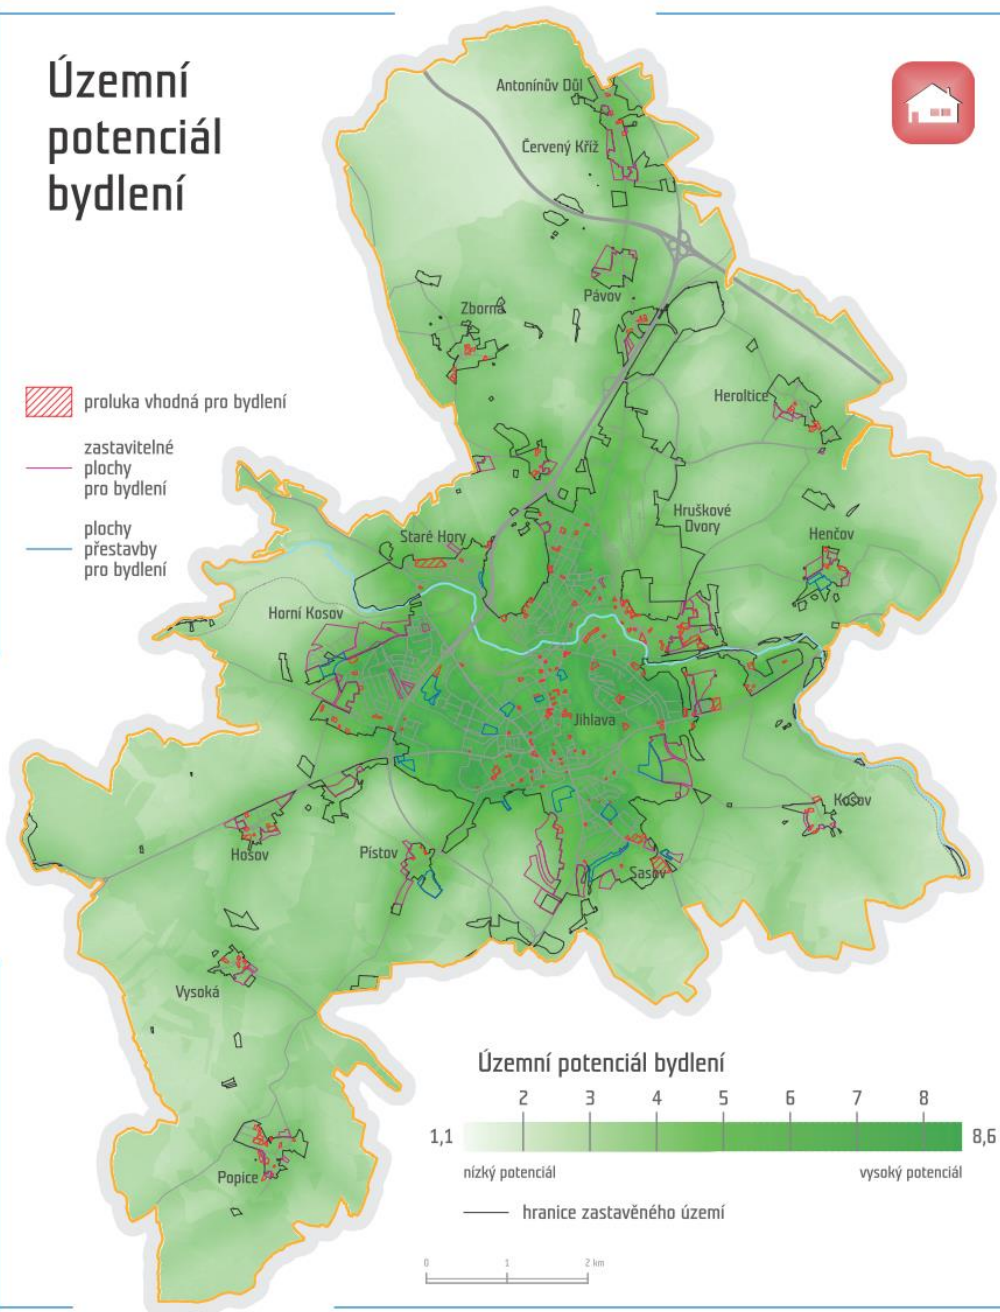 Územní
potenciál
bydlení
proluka vhodná pro bydlení
zastavitelné
plochy
pro bydlení
plochy
přestavby
pro bydlení
Antonínův Důl
Červený Kříž
Pávov
Zborná
Heroltice
Hruškové
Dvory
Henčov
Staré Hory
Horní Kosov
Jihlava
Kosov
Hosov
Pístov
Sasov
Vysoká
Popice
Územní potenciál bydlení
2 3 4 5 6 7 8
1,1 8,6
nízký potenciál vysoký potenciál
hranice zastavěného území
0 1 2 km